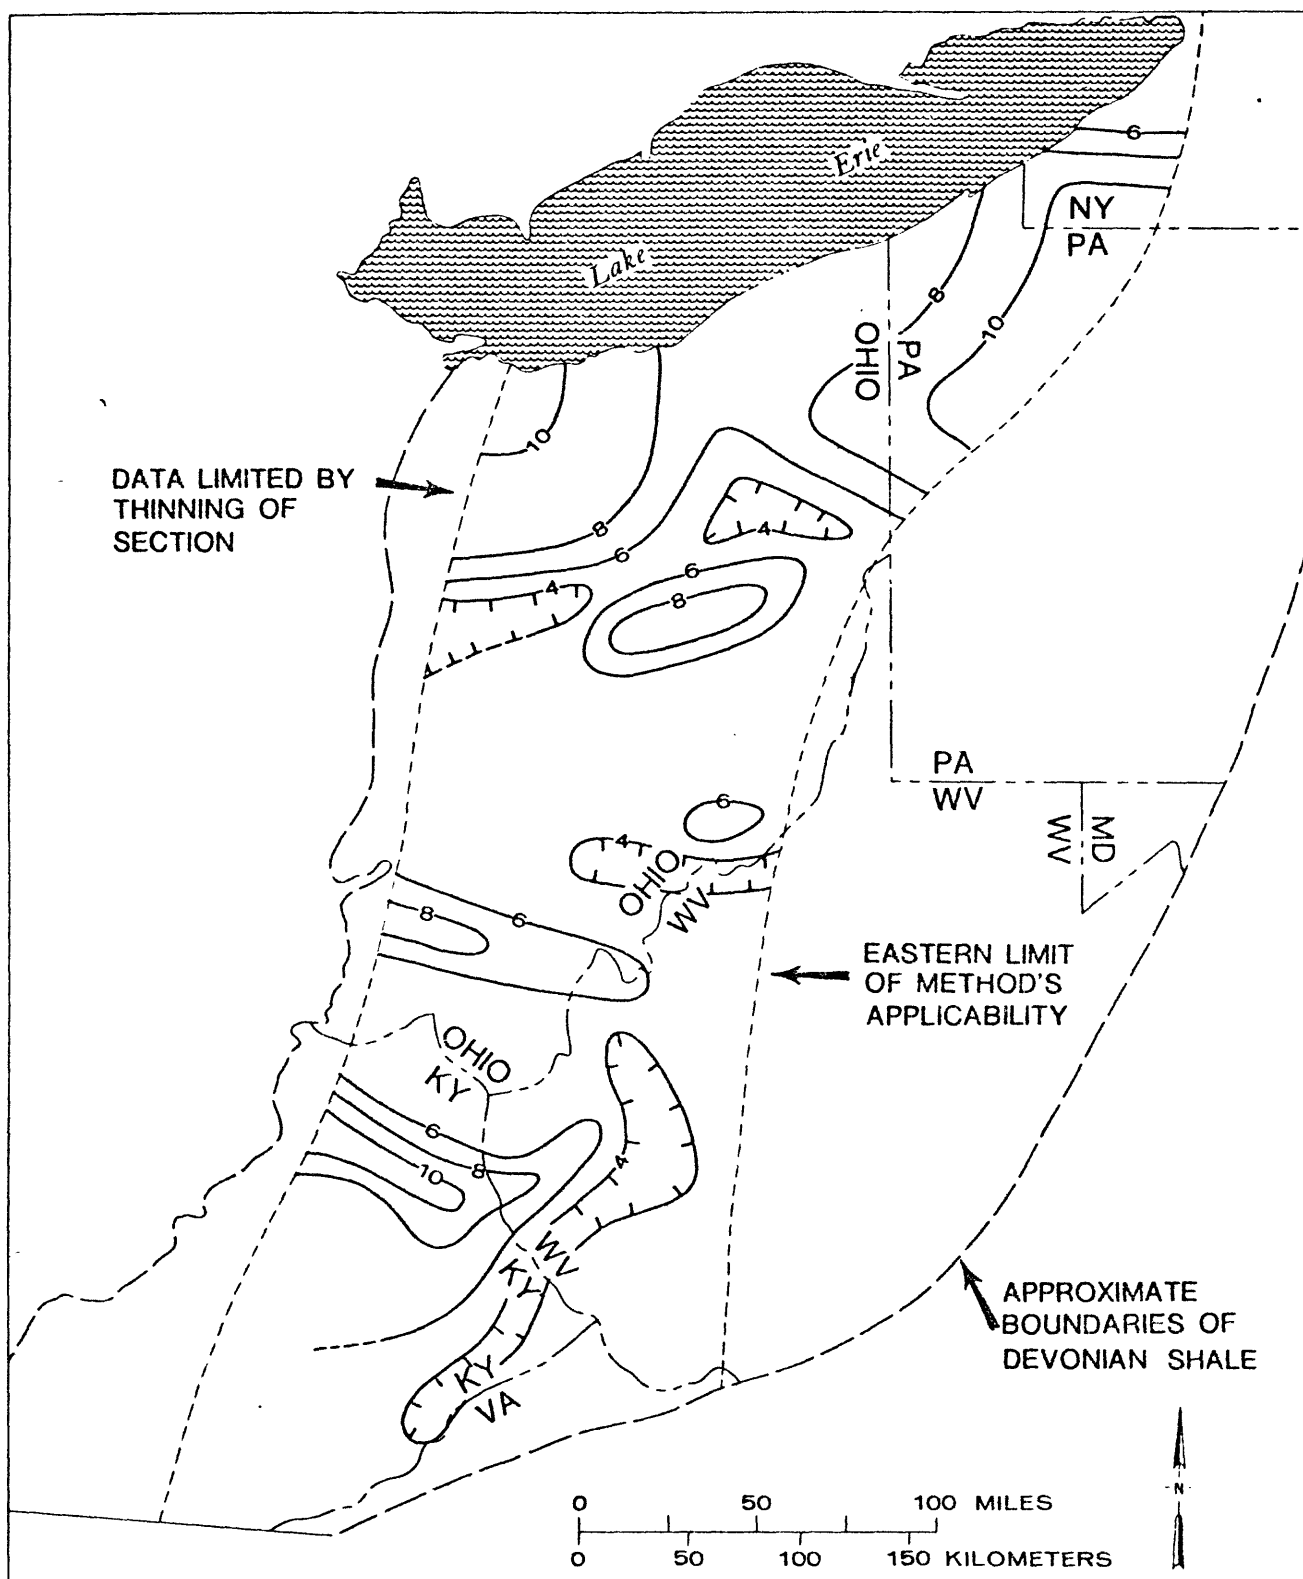 6
Erie
NY
PA
Lake
8
10
PA
OHIO
10
DATA LIMITED BY
THINNING OF
SECTION
8
6
4
6
4
8
PA
WV
MD
WV
6
4
OHIO
WV
8
6
EASTERN LIMIT
OF METHOD'S
APPLICABILITY
OHIO
KY
6
10
8
4
WV
KY
APPROXIMATE
BOUNDARIES OF
DEVONIAN SHALE
KY
VA
N
0 50 100 MILES
0 50 100 150 KILOMETERS